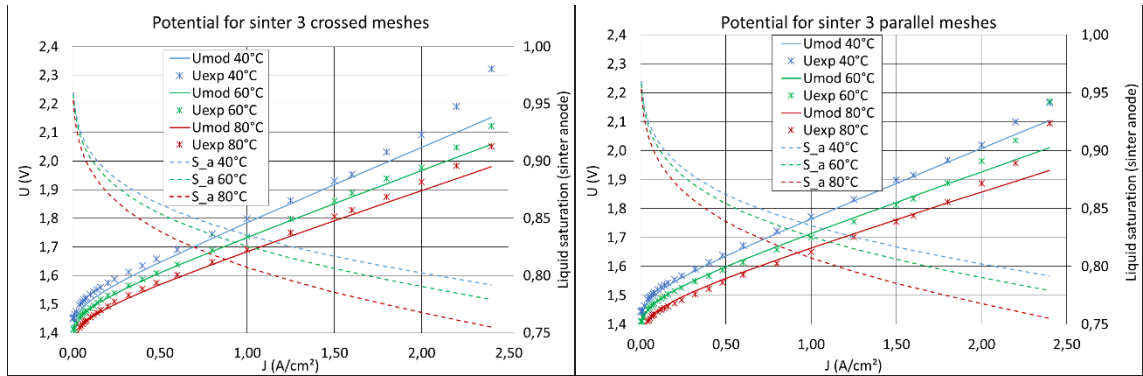 Potential for sinter 3 crossed meshes
2,4
2,3
2,2
2,1
2,0
1,9
1,8
1,7
1,6
1,5
1,4
U (V)
Umod 40°C
Uexp 40°C
Umod 60°C
Uexp 60°C
Umod 80°C
Uexp 80°C
S_a 40°C
S_a 60°C
S_a 80°C
1,00
0,95
0,90
0,85
0,80
0,75
Liquid saturation (sinter anode)
0,00 0,50 1,00 1,50 2,00 2,50
J (A/cm²)
Potential for sinter 3 parallel meshes
2,4
2,3
2,2
2,1
2,0
1,9
1,8
1,7
1,6
1,5
1,4
U (V)
Umod 40°C
Uexp 40°C
Umod 60°C
Uexp 60°C
Umod 80°C
Uexp 80°C
S_a 40°C
S_a 60°C
S_a 80°C
1,00
0,95
0,90
0,85
0,80
0,75
Liquid saturation (sinter anode)
0,00 0,50 1,00 1,50 2,00 2,50
J (A/cm²)